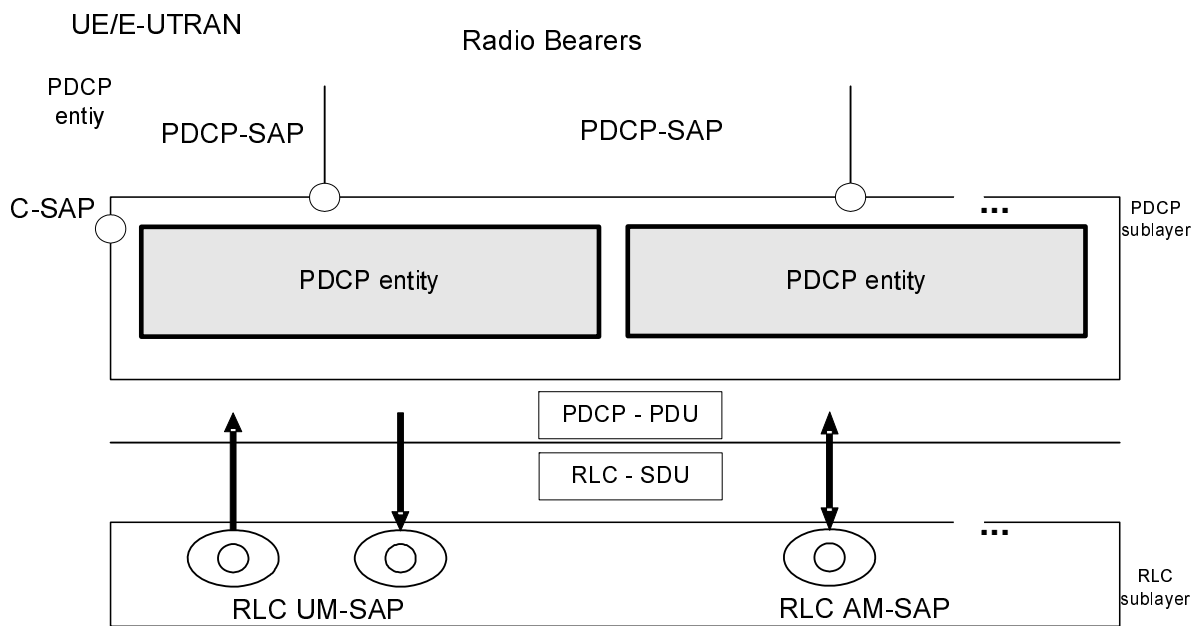 UE/E-UTRAN
Radio Bearers
PDCP
entiy
PDCP-SAP
PDCP-SAP
C-SAP
...
PDCP
sublayer
PDCP entity
PDCP entity
PDCP - PDU
RLC - SDU
...
RLC UM-SAP
RLC AM-SAP
RLC
sublayer